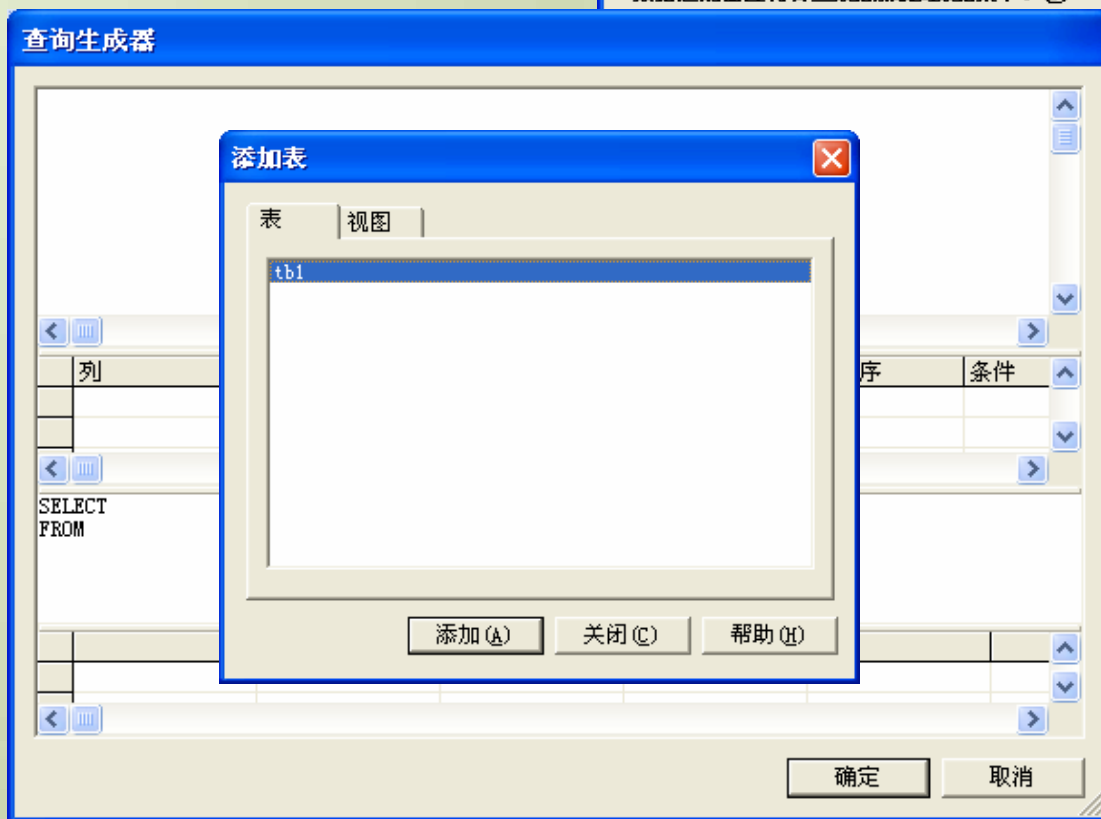 查询生成器
添加表
表
视图
tb1
列
序
条件
SELECT
FROM
添加(A)
关闭(C)
帮助(H)
确定
取消